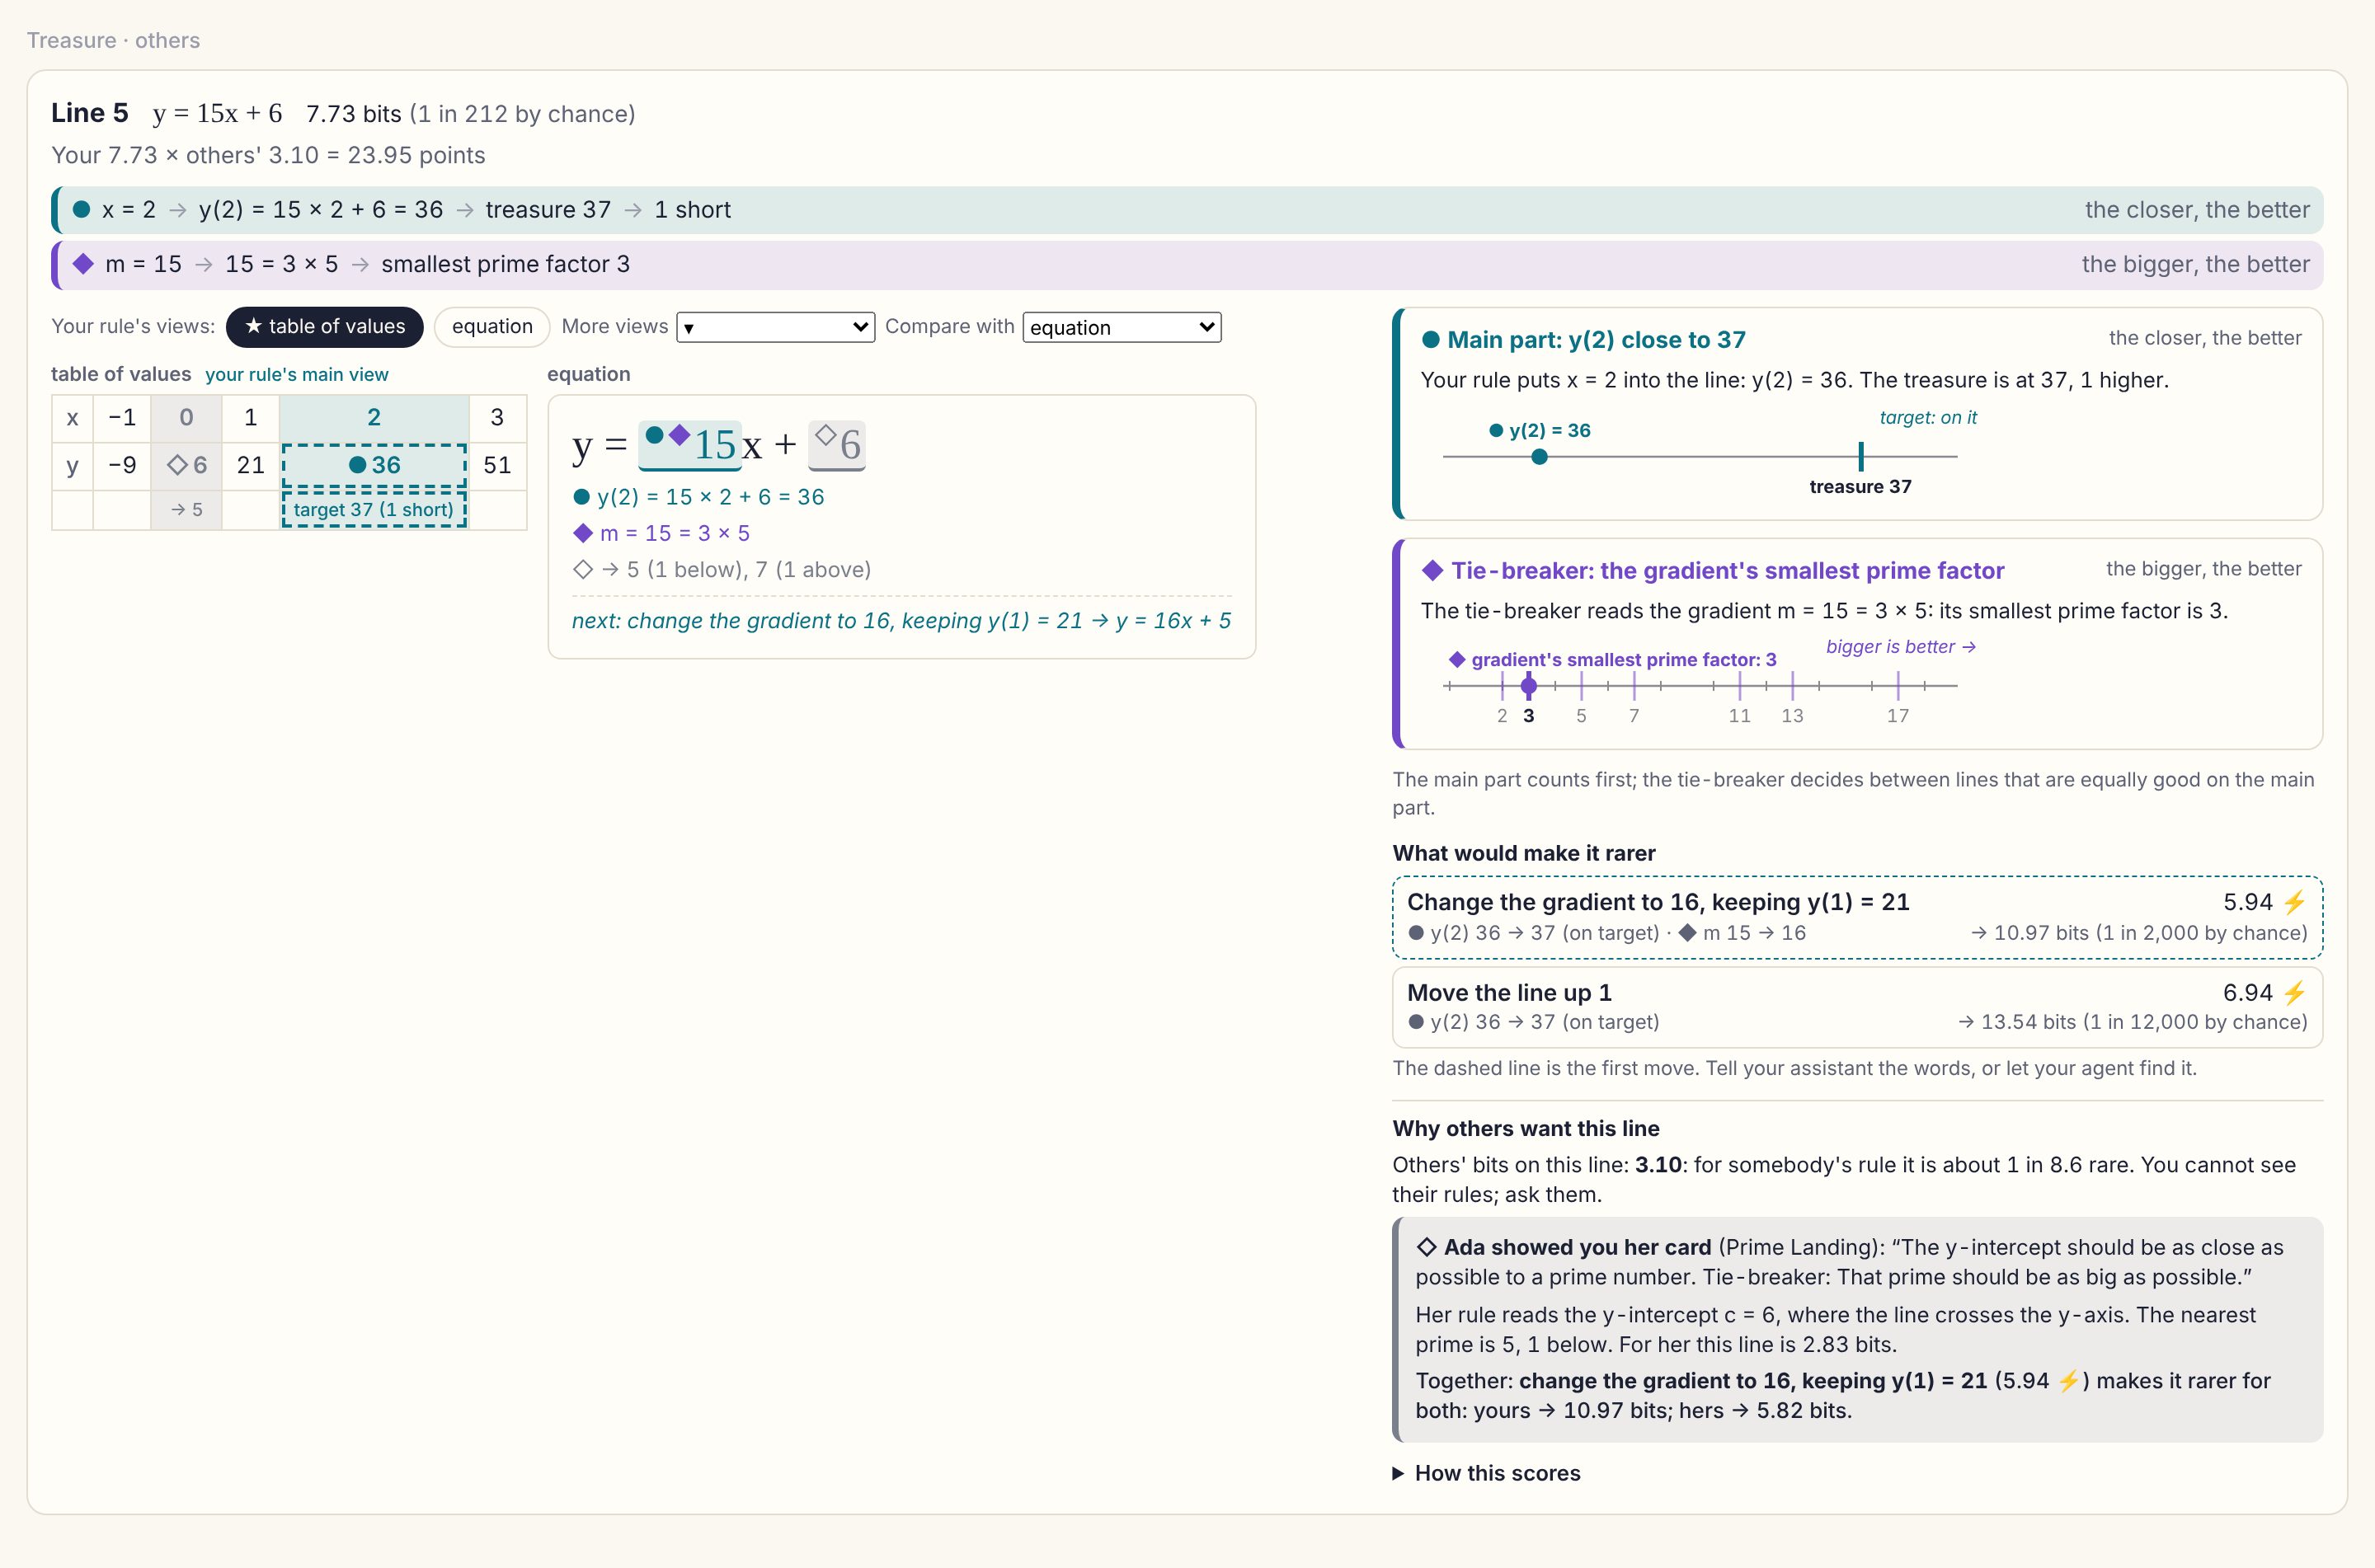 Treasure · others
Line 5 y = 15x + 6 7.73 bits (1 in 212 by chance)
Your 7.73 × others' 3.10 = 23.95 points
● x = 2 → y(2) = 15 × 2 + 6 = 36 → treasure 37 → 1 short the closer, the better
◆ m = 15 → 15 = 3 × 5 → smallest prime factor 3 the bigger, the better
Your rule's views: ★ table of values equation More views ▾ Compare with equation
table of values your rule's main view
x −1 0 1 2 3
y −9 ◇6 21 ●36 51
→ 5 target 37 (1 short)
equation
y = ●◆15x + ◇6
● y(2) = 15 × 2 + 6 = 36
◆ m = 15 = 3 × 5
◇ → 5 (1 below), 7 (1 above)
next: change the gradient to 16, keeping y(1) = 21 → y = 16x + 5
● Main part: y(2) close to 37 the closer, the better
Your rule puts x = 2 into the line: y(2) = 36. The treasure is at 37, 1 higher.
target: on it
● y(2) = 36
treasure 37
◆ Tie-breaker: the gradient's smallest prime factor the bigger, the better
The tie-breaker reads the gradient m = 15 = 3 × 5: its smallest prime factor is 3.
bigger is better →
◆ gradient's smallest prime factor: 3
2 3 5 7 11 13 17
The main part counts first; the tie-breaker decides between lines that are equally good on the main
part.
What would make it rarer
Change the gradient to 16, keeping y(1) = 21 5.94 ⚡
● y(2) 36 → 37 (on target) · ◆ m 15 → 16 → 10.97 bits (1 in 2,000 by chance)
Move the line up 1 6.94 ⚡
● y(2) 36 → 37 (on target) → 13.54 bits (1 in 12,000 by chance)
The dashed line is the first move. Tell your assistant the words, or let your agent find it.
Why others want this line
Others' bits on this line: 3.10: for somebody's rule it is about 1 in 8.6 rare. You cannot see
their rules; ask them.
◇ Ada showed you her card (Prime Landing): “The y-intercept should be as close as
possible to a prime number. Tie-breaker: That prime should be as big as possible.”
Her rule reads the y-intercept c = 6, where the line crosses the y-axis. The nearest
prime is 5, 1 below. For her this line is 2.83 bits.
Together: change the gradient to 16, keeping y(1) = 21 (5.94 ⚡) makes it rarer for
both: yours → 10.97 bits; hers → 5.82 bits.
▶ How this scores